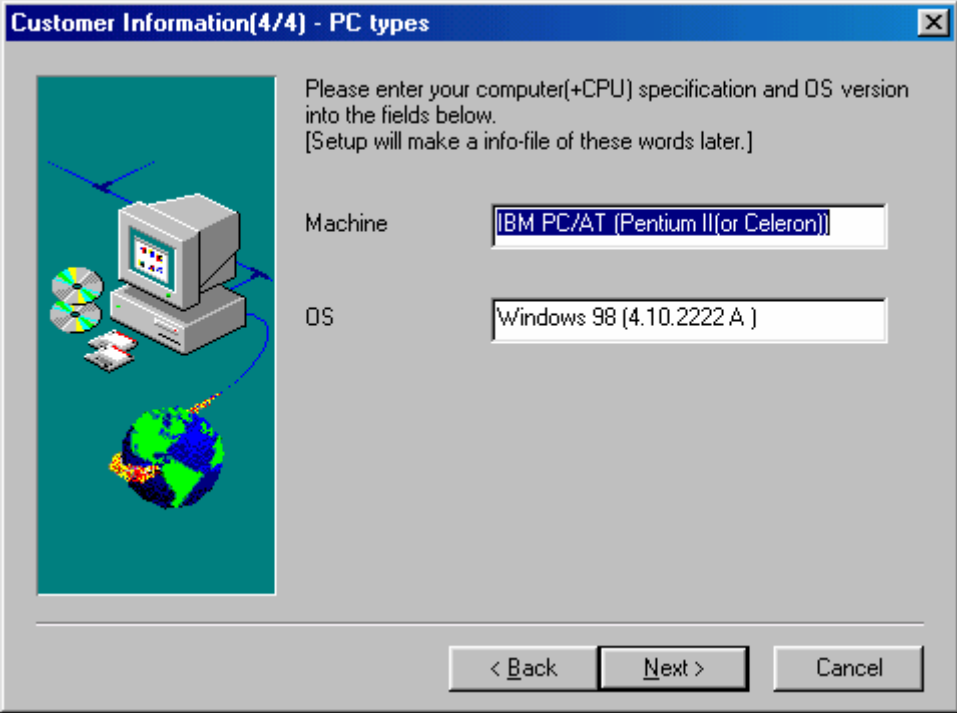 Customer Information(4/4) - PC types
Please enter your computer(+CPU) specification and OS version
into the fields below.
[Setup will make a info-file of these words later.]
Machine
IBM PC/AT (Pentium II(or Celeron))
OS
Windows 98 (4.10.2222 A )
< Back
Next >
Cancel